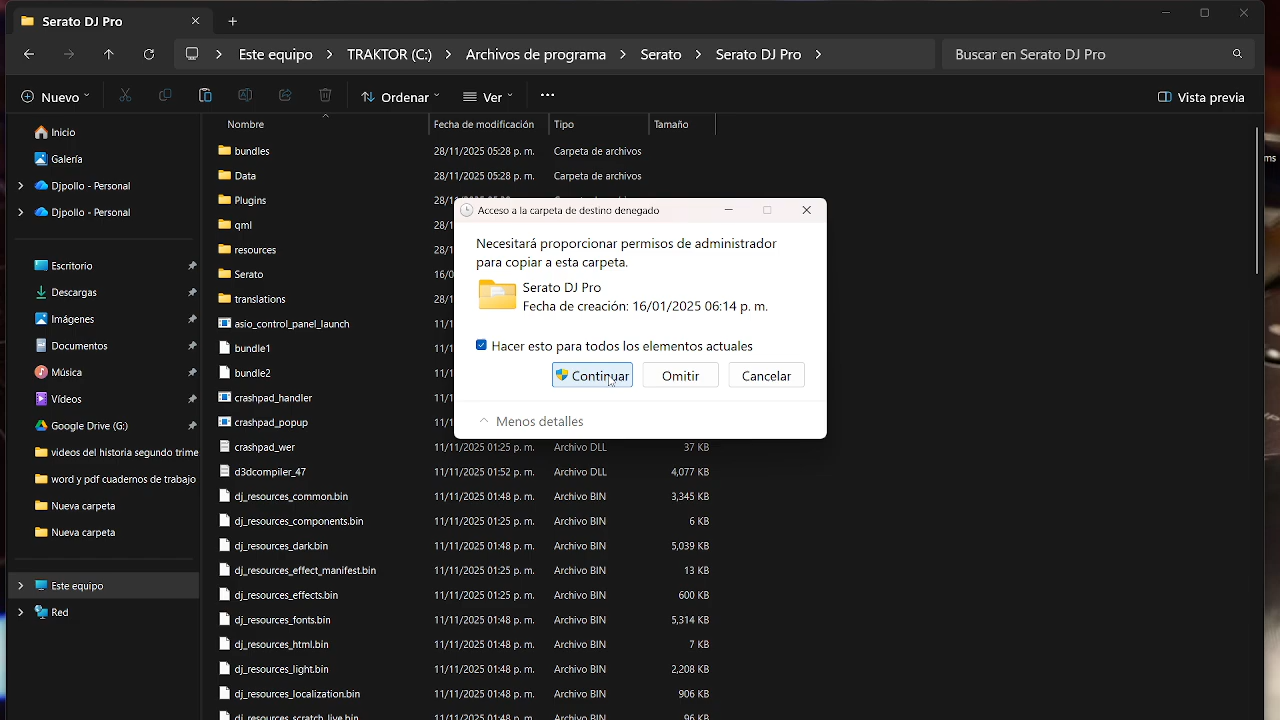 Serato DJ Pro
Este equipo > TRAKTOR (C:) > Archivos de programa > Serato > Serato DJ Pro >
Buscar en Serato DJ Pro
Nuevo
Ordenar
Ver
Vista previa
Inicio
Galería
Djpollo - Personal
Djpollo - Personal
Escritorio
Descargas
Imágenes
Documentos
Música
Vídeos
Google Drive (G:)
videos del historia segundo trime
word y pdf cuadernos de trabajo
Nueva carpeta
Nueva carpeta
Este equipo
Red
Nombre Fecha de modificación Tipo Tamaño
bundles 28/11/2025 05:28 p. m. Carpeta de archivos
Data 28/11/2025 05:28 p. m. Carpeta de archivos
Plugins
qml 28/1
resources 28/1
Serato 16/0
translations 28/1
asio_control_panel_launch 11/1
bundle1 11/1
bundle2 11/1
crashpad_handler 11/1
crashpad_popup 11/1
crashpad_wer 11/11/2025 01:25 p. m. Archivo DLL 37 KB
d3dcompiler_47 11/11/2025 01:52 p. m. Archivo DLL 4,077 KB
dj_resources_common.bin 11/11/2025 01:48 p. m. Archivo BIN 3,345 KB
dj_resources_components.bin 11/11/2025 01:25 p. m. Archivo BIN 6 KB
dj_resources_dark.bin 11/11/2025 01:48 p. m. Archivo BIN 5,039 KB
dj_resources_effect_manifest.bin 11/11/2025 01:25 p. m. Archivo BIN 13 KB
dj_resources_effects.bin 11/11/2025 01:25 p. m. Archivo BIN 600 KB
dj_resources_fonts.bin 11/11/2025 01:48 p. m. Archivo BIN 5,314 KB
dj_resources_html.bin 11/11/2025 01:48 p. m. Archivo BIN 7 KB
dj_resources_light.bin 11/11/2025 01:48 p. m. Archivo BIN 2,208 KB
dj_resources_localization.bin 11/11/2025 01:48 p. m. Archivo BIN 906 KB
dj_resources_scratch_live.bin 11/11/2025 01:48 p. m. Archivo BIN 96 KB
Acceso a la carpeta de destino denegado
Necesitará proporcionar permisos de administrador
para copiar a esta carpeta.
Serato DJ Pro
Fecha de creación: 16/01/2025 06:14 p. m.
Hacer esto para todos los elementos actuales
Continuar
Omitir
Cancelar
Menos detalles
ms